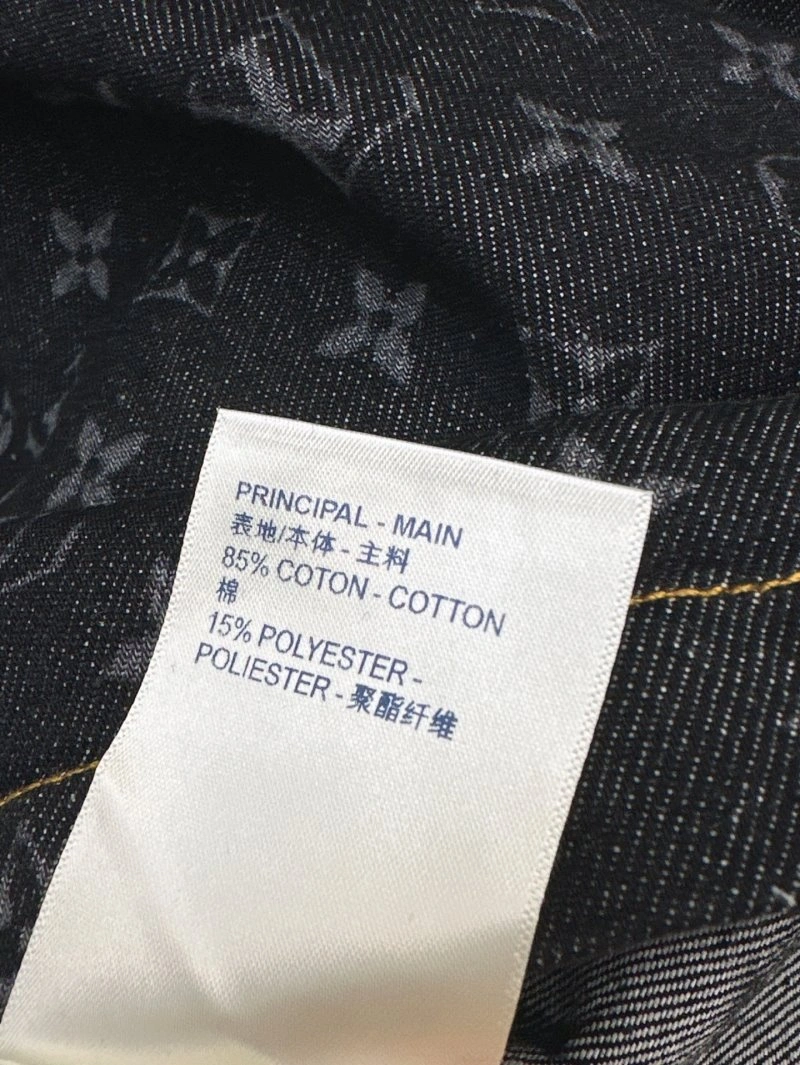 PRINCIPAL - MAIN
表地/本体 - 主料
85% COTON - COTTON
棉
15% POLYESTER -
POLIESTER - 聚酯纤维